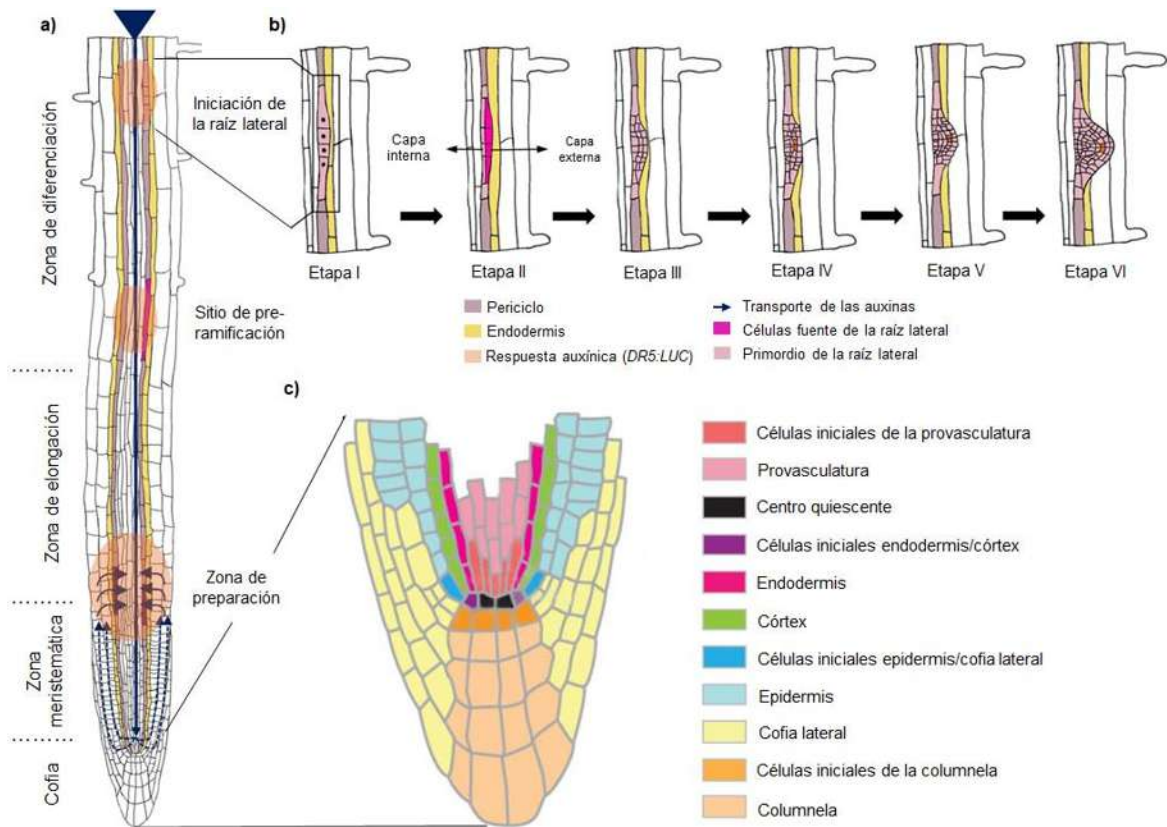 a)
Zona de diferenciación
Zona de elongación
Zona
meristemática
Cofia
Iniciación de
la raíz lateral
Sitio de pre-
ramificación
Zona de
preparación
b)
Capa
interna
Capa
externa
Etapa I
Etapa II
Etapa III
Etapa IV
Etapa V
Etapa VI
Periciclo
Endodermis
Respuesta auxínica (DR5:LUC)
Transporte de las auxinas
Células fuente de la raíz lateral
Primordio de la raíz lateral
c)
Células iniciales de la provasculatura
Provasculatura
Centro quiescente
Células iniciales endodermis/córtex
Endodermis
Córtex
Células iniciales epidermis/cofia lateral
Epidermis
Cofia lateral
Células iniciales de la columnela
Columnela